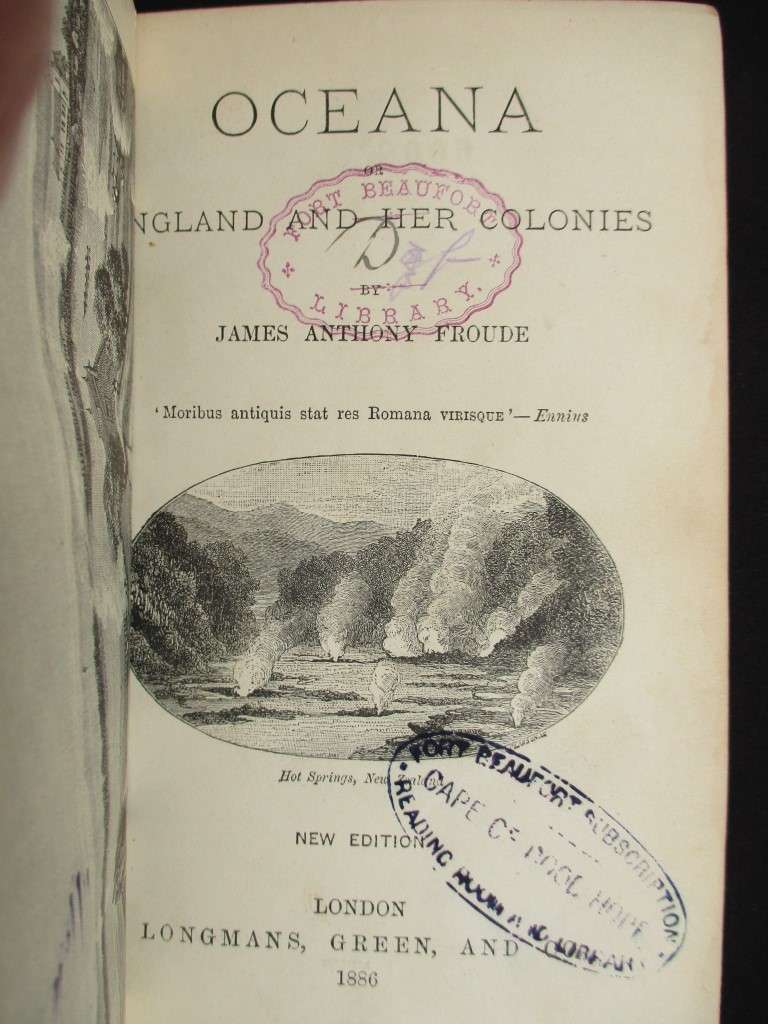 OCEANA
OR
ENGLAND AND HER COLONIES
BY
JAMES ANTHONY FROUDE
FORT BEAUFORT
LIBRARY.
D
'Moribus antiquis stat res Romana VIRISQUE'—Ennius
Hot Springs, New Zealand
NEW EDITION
LONDON
LONGMANS, GREEN, AND CO.
1886
FORT BEAUFORT SUBSCRIPTION
CAPE OF GOOD HOPE
READING ROOM AND LIBRARY